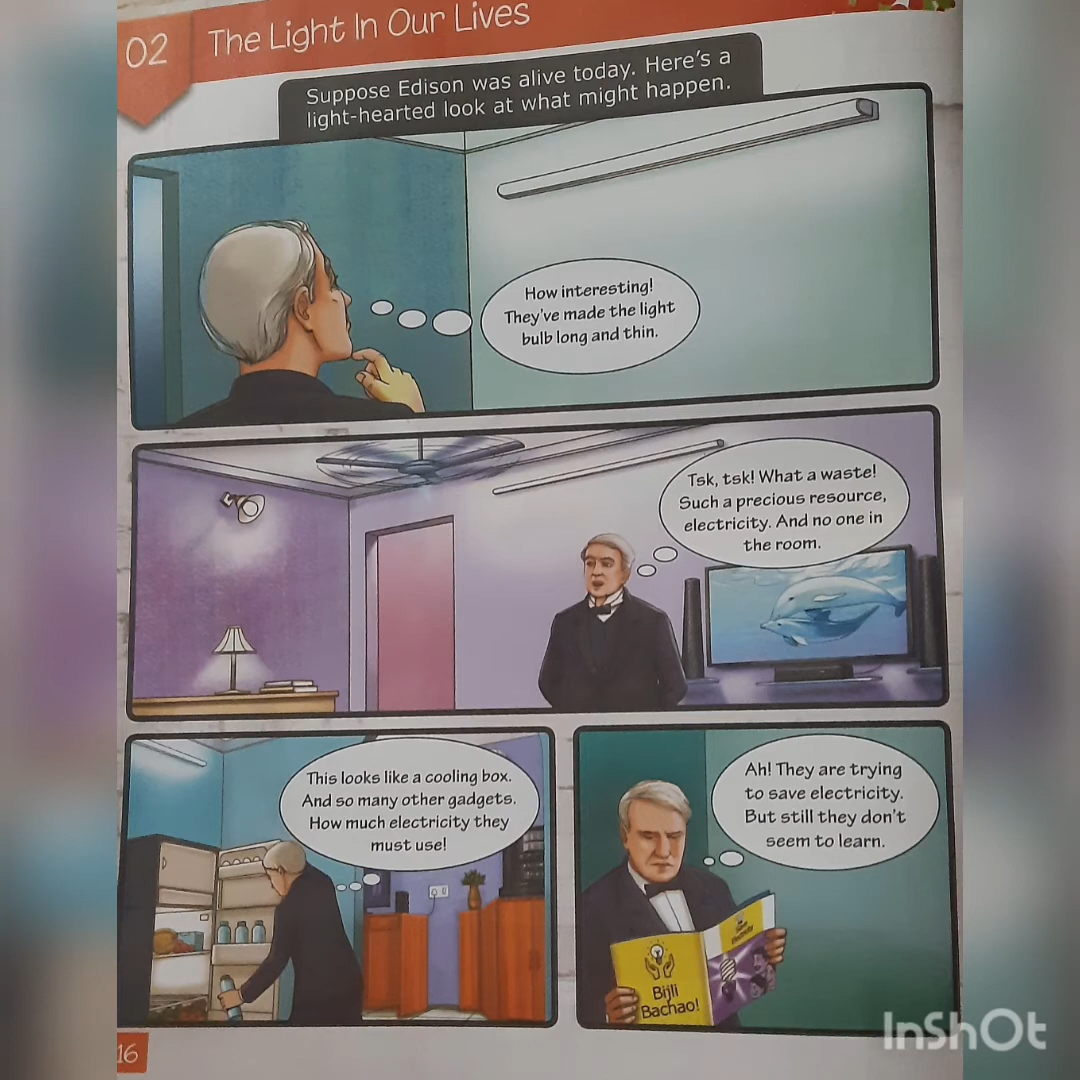 02
The Light In Our Lives
Suppose Edison was alive today. Here's a
light-hearted look at what might happen.
How interesting!
They've made the light
bulb long and thin.
Tsk, tsk! What a waste!
Such a precious resource,
electricity. And no one in
the room.
This looks like a cooling box.
And so many other gadgets.
How much electricity they
must use!
Ah! They are trying
to save electricity.
But still they don't
seem to learn.
Bijli
Bachao!
Electricity
16
InShOt